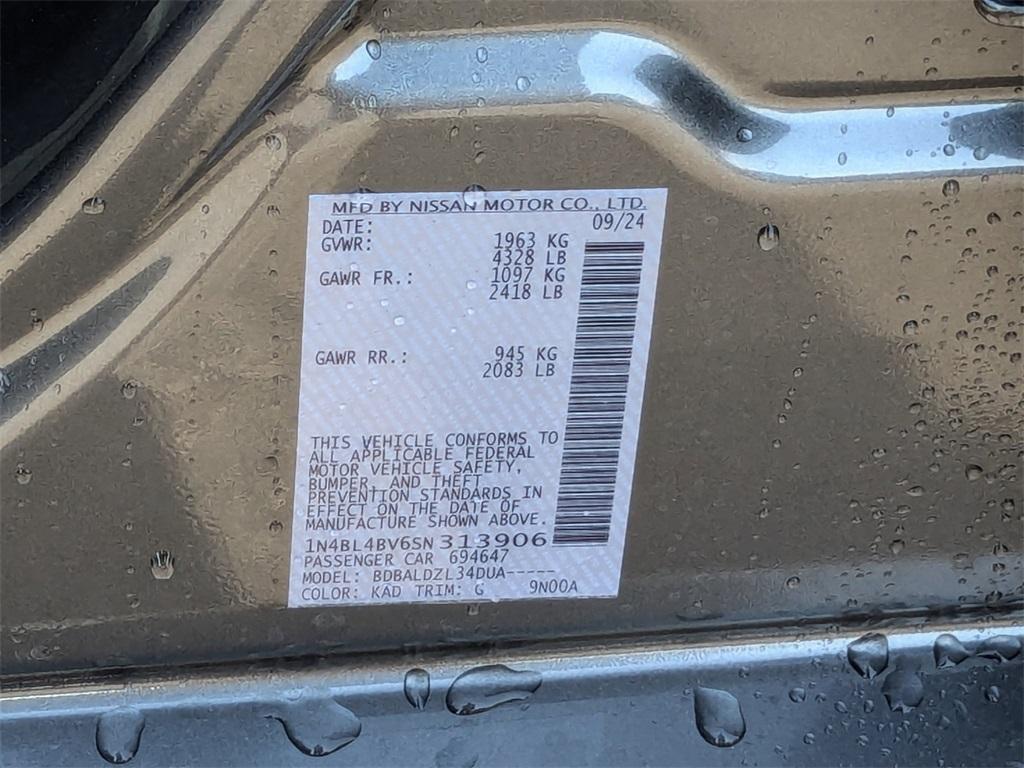 MFD BY NISSAN MOTOR CO., LTD.
DATE: 09/24
GVWR: 1963 KG
4328 LB
GAWR FR.: 1097 KG
2418 LB
GAWR RR.: 945 KG
2083 LB
THIS VEHICLE CONFORMS TO
ALL APPLICABLE FEDERAL
MOTOR VEHICLE SAFETY,
BUMPER, AND THEFT
PREVENTION STANDARDS IN
EFFECT ON THE DATE OF
MANUFACTURE SHOWN ABOVE.
1N4BL4BV6SN313906
PASSENGER CAR 694647
MODEL: BDBALDZL34DUA-----
COLOR: KAD TRIM: G 9N00A